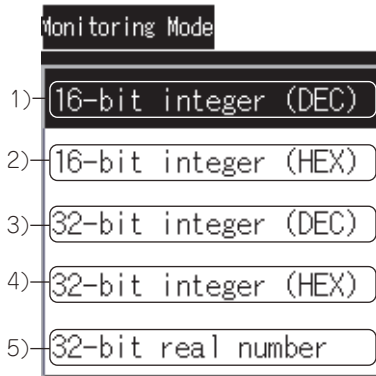 Monitoring Mode
1) 16-bit integer (DEC)
2) 16-bit integer (HEX)
3) 32-bit integer (DEC)
4) 32-bit integer (HEX)
5) 32-bit real number